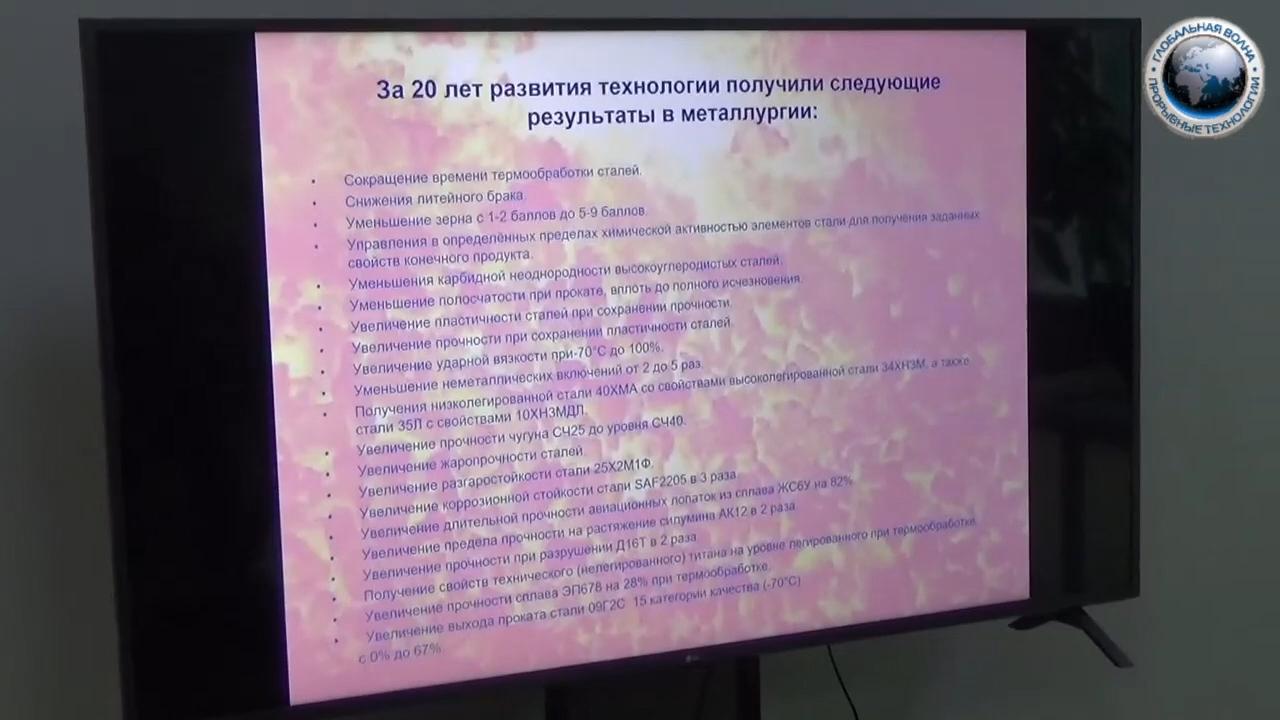 За 20 лет развития технологии получили следующие
результаты в металлургии:
• Сокращение времени термообработки сталей.
• Снижения литейного брака.
• Уменьшение зерна с 1-2 баллов до 5-9 баллов.
• Управления в определённых пределах химической активностью элементов стали для получения заданных
свойств конечного продукта.
• Уменьшения карбидной неоднородности высокоуглеродистых сталей.
• Уменьшение полосчатости при прокате, вплоть до полного исчезновения.
• Увеличение пластичности сталей при сохранении прочности.
• Увеличение прочности при сохранении пластичности сталей.
• Увеличение ударной вязкости при-70°С до 100%.
• Уменьшение неметаллических включений от 2 до 5 раз.
• Получения низколегированной стали 40ХМА со свойствами высоколегированной стали 34ХН3М, а также
стали 35Л с свойствами 10ХН3МДЛ.
• Увеличение прочности чугуна СЧ25 до уровня СЧ40.
• Увеличение жаропрочности сталей.
• Увеличение разгаростойкости стали 25Х2М1Ф.
• Увеличение коррозионной стойкости стали SAF2205 в 3 раза.
• Увеличение длительной прочности авиационных лопаток из сплава ЖС6У на 82%
• Увеличение предела прочности на растяжение силумина АК12 в 2 раза.
• Увеличение прочности при разрушении Д16Т в 2 раза.
• Получение свойств технического (нелегированного) титана на уровне легированного при термообработке.
• Увеличение прочности сплава ЭП678 на 28% при термообработке.
• Увеличение выхода проката стали 09Г2С 15 категории качества (-70°С)
с 0% до 67%.
LG
ГЛОБАЛЬНАЯ ВОЛНА
ПРОРЫВНЫЕ ТЕХНОЛОГИИ